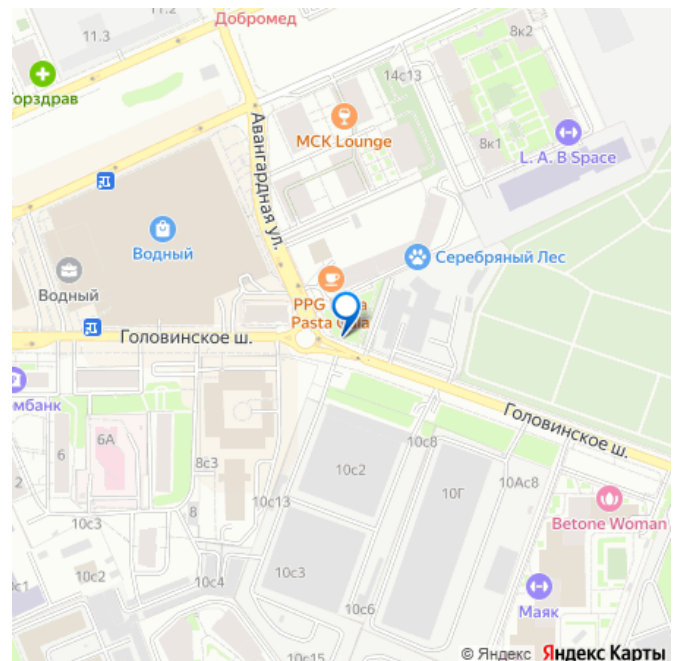 11.3
Добромед
8к2
Горздрав
14с13
MCK Lounge
8к1
L. A. B Space
Авангардная ул.
Водный
Водный
Серебряный Лес
PPG
Pasta
Головинское ш.
Головинское ш.
6
6А
8с3
10с2
10с8
10Г
10Ас8
10с13
8
10с3
2
Betone Woman
10с2
10с4
10с3
10с6
Маяк
10с15
© Яндекс Яндекс Карты